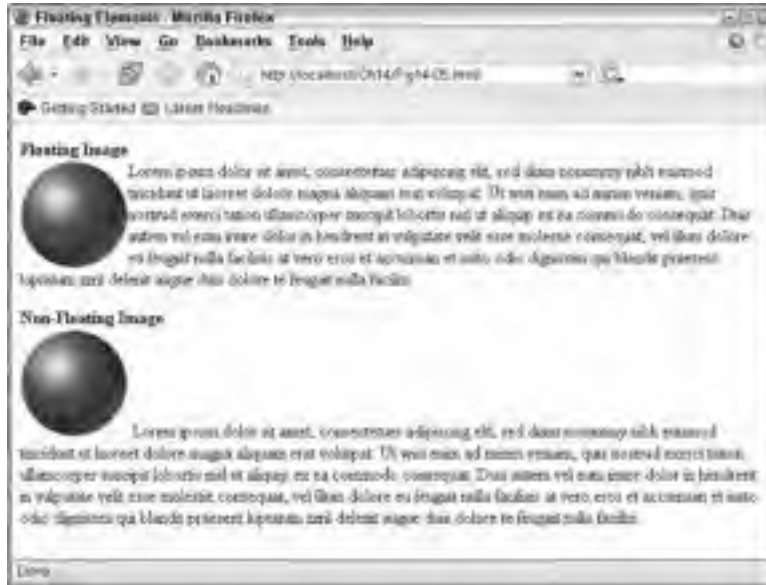 Floating Elements - Mozilla Firefox
File Edit View Go Bookmarks Tools Help
Getting Started Latest Headlines
Floating Image
Lorem ipsum dolor sit amet, consectetuer adipiscing elit, sed diam nonummy nibh euismod
tincidunt ut laoreet dolore magna aliquam erat volutpat. Ut wisi enim ad minim veniam, quis
nostrud exerci tation ullamcorper suscipit lobortis nisl ut aliquip ex ea commodo consequat. Duis
autem vel eum iriure dolor in hendrerit in vulputate velit esse molestie consequat, vel illum dolore
eu feugiat nulla facilisis at vero eros et accumsan et iusto odio dignissim qui blandit praesent
luptatum zzril delenit augue duis dolore te feugait nulla facilisi.
Non-Floating Image
Lorem ipsum dolor sit amet, consectetuer adipiscing elit, sed diam nonummy nibh euismod
tincidunt ut laoreet dolore magna aliquam erat volutpat. Ut wisi enim ad minim veniam, quis nostrud exerci tation
ullamcorper suscipit lobortis nisl ut aliquip ex ea commodo consequat. Duis autem vel eum iriure dolor in hendrerit
in vulputate velit esse molestie consequat, vel illum dolore eu feugiat nulla facilisis at vero eros et accumsan et iusto
odio dignissim qui blandit praesent luptatum zzril delenit augue duis dolore te feugait nulla facilisi.
Done